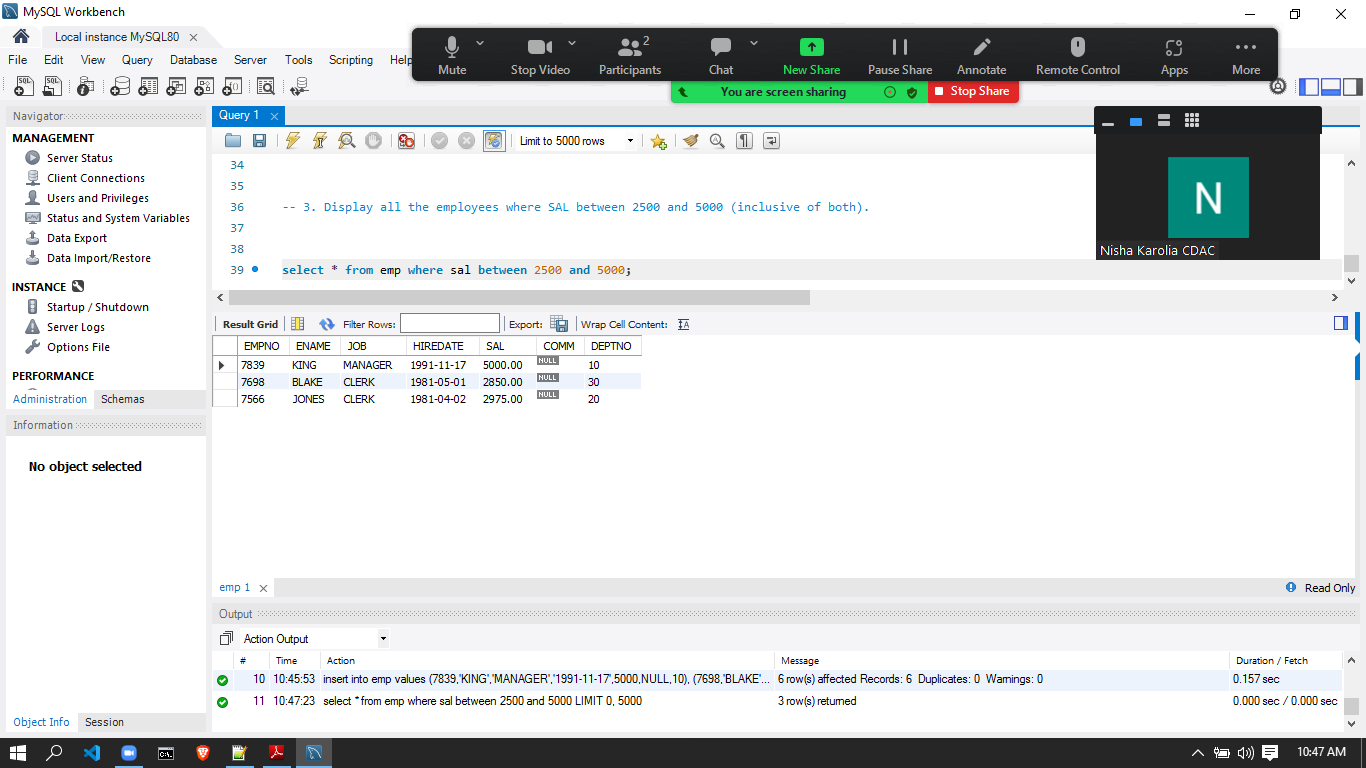 MySQL Workbench
Local instance MySQL80
File Edit View Query Database Server Tools Scripting Help
Mute Stop Video Participants 2 Chat New Share Pause Share Annotate Remote Control Apps More
You are screen sharing Stop Share
Navigator
MANAGEMENT
Server Status
Client Connections
Users and Privileges
Status and System Variables
Data Export
Data Import/Restore
INSTANCE
Startup / Shutdown
Server Logs
Options File
PERFORMANCE
Administration Schemas
Information
No object selected
Object Info Session
Query 1
Limit to 5000 rows
34
35
36 -- 3. Display all the employees where SAL between 2500 and 5000 (inclusive of both).
37
38
39 select * from emp where sal between 2500 and 5000;
N
Nisha Karolia CDAC
Result Grid Filter Rows: Export: Wrap Cell Content:
EMPNO ENAME JOB HIREDATE SAL COMM DEPTNO
7839 KING MANAGER 1991-11-17 5000.00 NULL 10
7698 BLAKE CLERK 1981-05-01 2850.00 NULL 30
7566 JONES CLERK 1981-04-02 2975.00 NULL 20
emp 1
Read Only
Output
Action Output
# Time Action Message Duration / Fetch
10 10:45:53 insert into emp values (7839,'KING','MANAGER','1991-11-17',5000,NULL,10), (7698,'BLAKE'... 6 row(s) affected Records: 6 Duplicates: 0 Warnings: 0 0.157 sec
11 10:47:23 select * from emp where sal between 2500 and 5000 LIMIT 0, 5000 3 row(s) returned 0.000 sec / 0.000 sec
10:47 AM